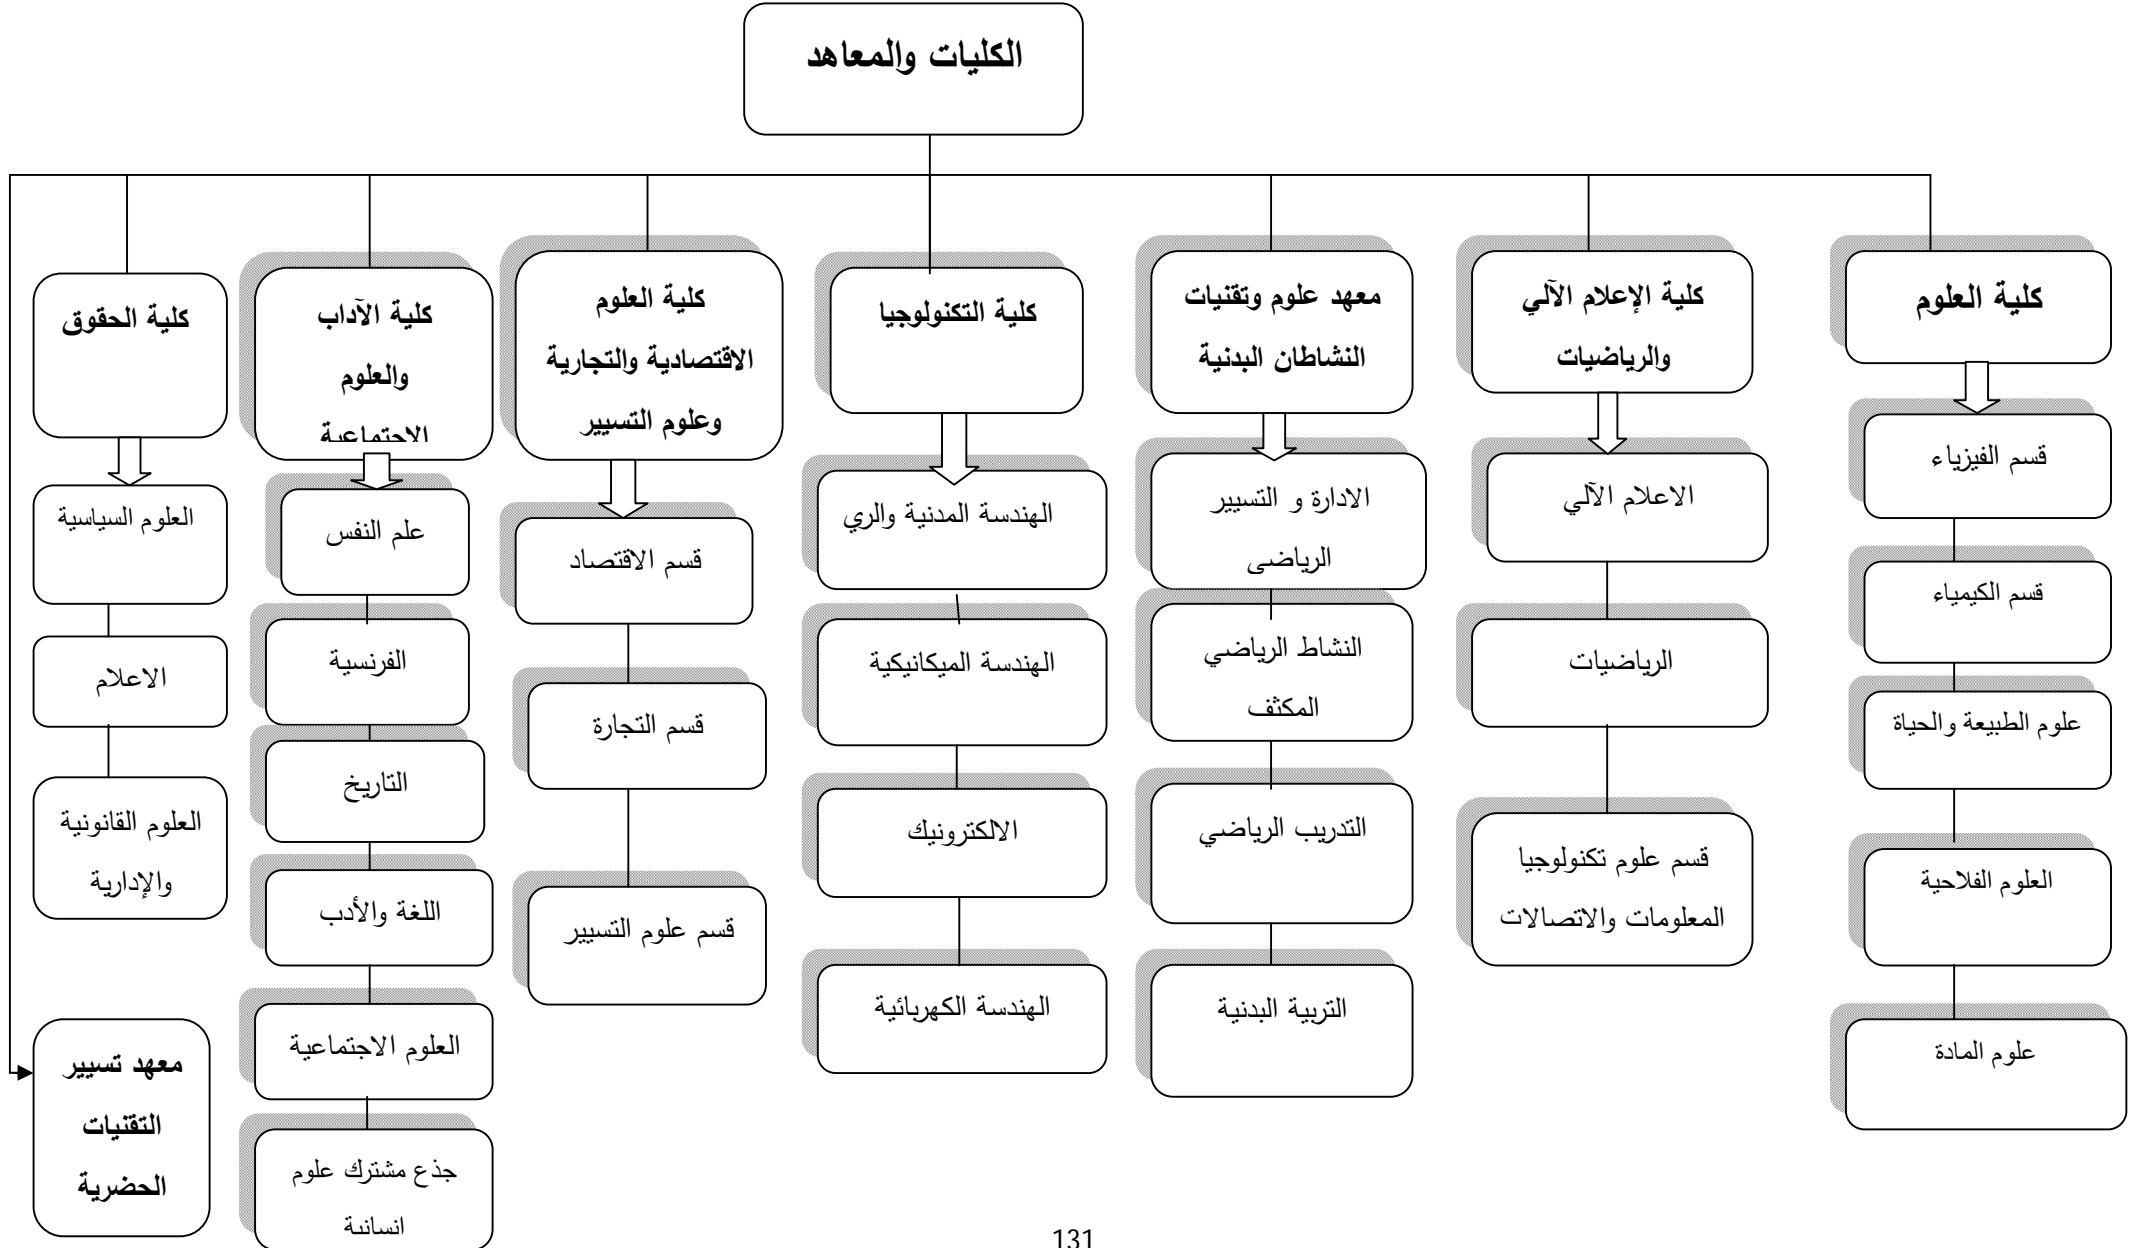 الكليات والمعاهد
كلية العلوم
قسم الفيزياء
قسم الكيمياء
علوم الطبيعة والحياة
العلوم الفلاحية
علوم المادة
كلية الإعلام الآلي
والرياضيات
الاعلام الآلي
الرياضيات
قسم علوم تكنولوجيا
المعلومات والاتصالات
معهد علوم وتقنيات
النشاطان البدنية
الادارة و التسيير
الرياضى
النشاط الرياضي
المكثف
التدريب الرياضي
التربية البدنية
كلية التكنولوجيا
الهندسة المدنية والري
الهندسة الميكانيكية
الالكترونيك
الهندسة الكهربائية
كلية العلوم
الاقتصادية والتجارية
وعلوم التسيير
قسم الاقتصاد
قسم التجارة
قسم علوم التسيير
كلية الآداب
والعلوم
الاجتماعية
علم النفس
الفرنسية
التاريخ
اللغة والأدب
العلوم الاجتماعية
جذع مشترك علوم
انسانية
كلية الحقوق
العلوم السياسية
الاعلام
العلوم القانونية
والإدارية
معهد تسيير
التقنيات
الحضرية
131